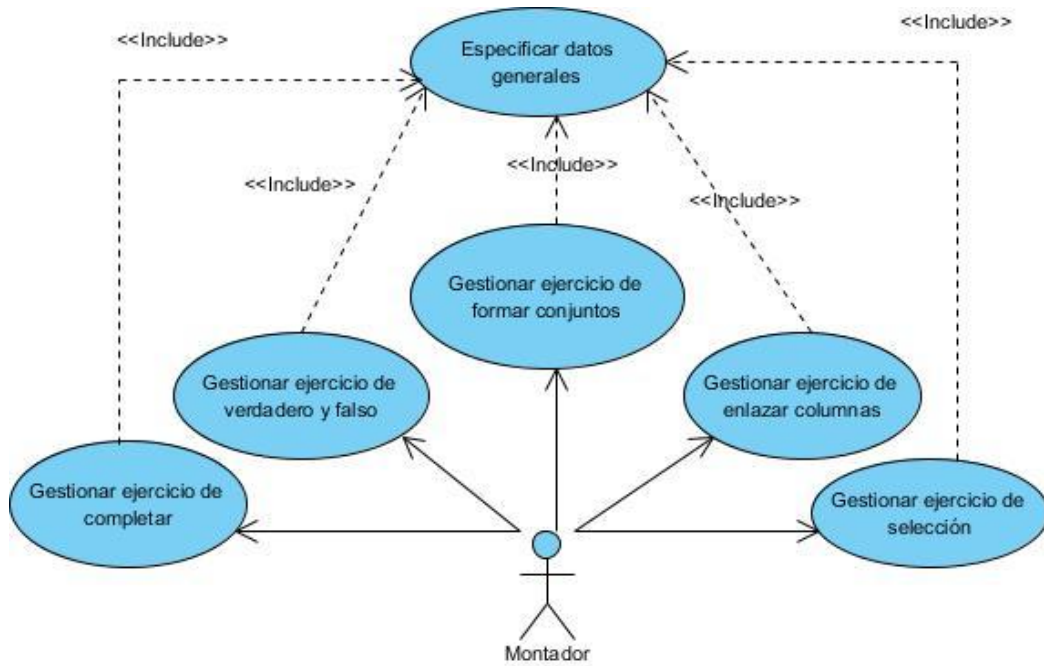 <<Include>>
Especificar datos
generales
<<Include>>
<<Include>>
<<Include>>
<<Include>>
Gestionar ejercicio de
formar conjuntos
Gestionar ejercicio de
verdadero y falso
Gestionar ejercicio de
enlazar columnas
Gestionar ejercicio de
completar
Gestionar ejercicio de
selección
Montador